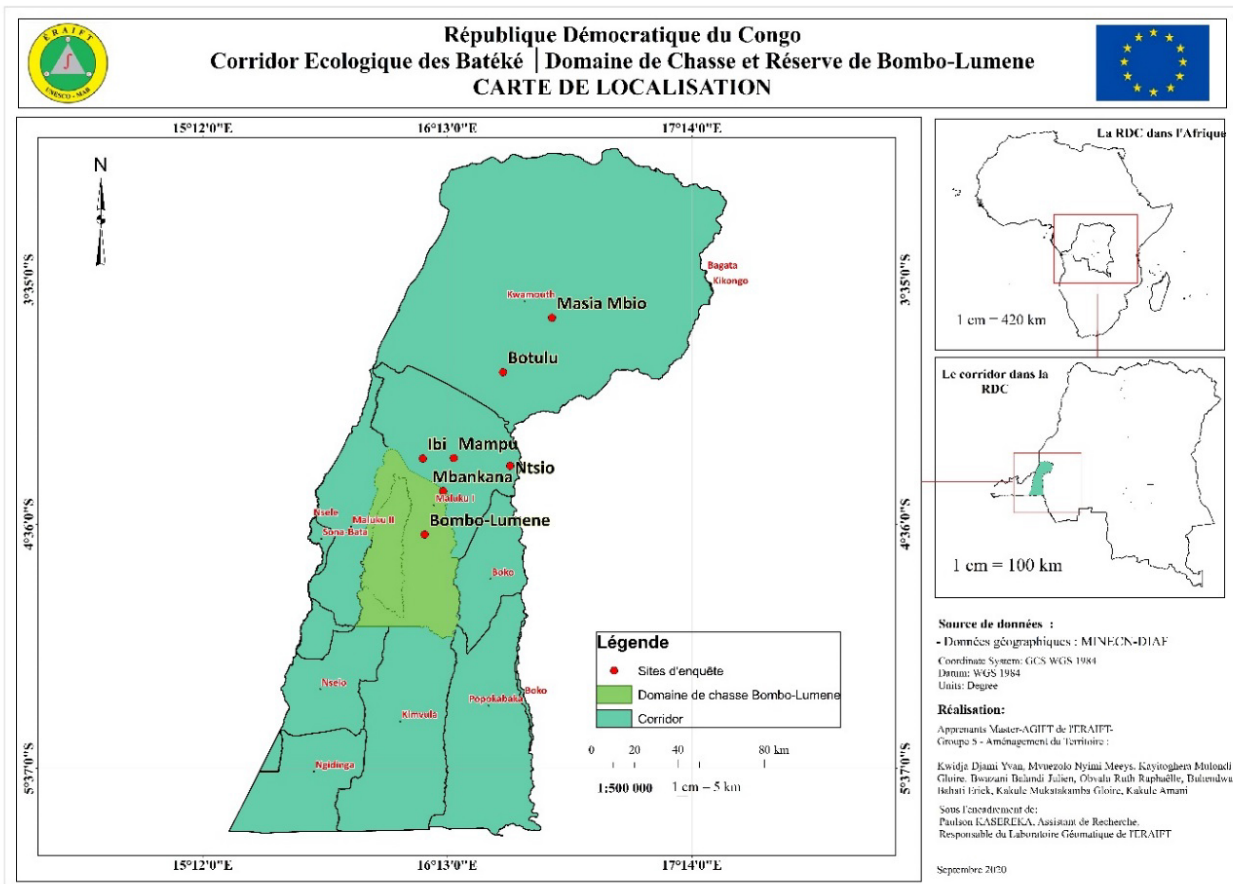 ÉRAIFT
UNESCO - MAB
République Démocratique du Congo
Corridor Ecologique des Batéké | Domaine de Chasse et Réserve de Bombo-Lumene
CARTE DE LOCALISATION
15°12'0"E
16°13'0"E
17°14'0"E
N
3°35'0"S
3°35'0"S
Bagata
Kikongo
Kwamouth
Masia Mbio
Botulu
Ibi
Mampu
Ntsio
Mbankana
Maluku I
Nsele
Maluku II
Sona-Bata
Bombo-Lumene
4°36'0"S
4°36'0"S
Boko
Nselo
Kimvula
Popokabaka
Boko
Ngidinga
5°37'0"S
5°37'0"S
Légende
Sites d'enquête
Domaine de chasse Bombo-Lumene
Corridor
0 10 20 40 60 80 km
1:500 000 1 cm = 5 km
15°12'0"E
16°13'0"E
17°14'0"E
La RDC dans l'Afrique
1 cm = 420 km
Le corridor dans la
RDC
1 cm = 100 km
Source de données :
- Données géographiques : MINECN-DIAF
Coordinate System: GCS WGS 1984
Datum: WGS 1984
Units: Degree
Réalisation:
Apprenants Master-AGIFT de l'ERAIFT-
Groupe 5 - Aménagement du Territoire :
Kwidja Djami Yvan, Mvuezolo Nyimi Meeys, Kayitoghera Mulondi
Gloire, Bwazani Balandi Julien, Obvalu Ruth Raphaëlle, Bulendwa
Bahati Erick, Kakule Mukatakamba Gloire, Kakule Amani
Sous l'encadrement de:
Paulson KASEREKA, Assistant de Recherche,
Responsable du Laboratoire Géomatique de l'ERAIFT
Septembre 2020